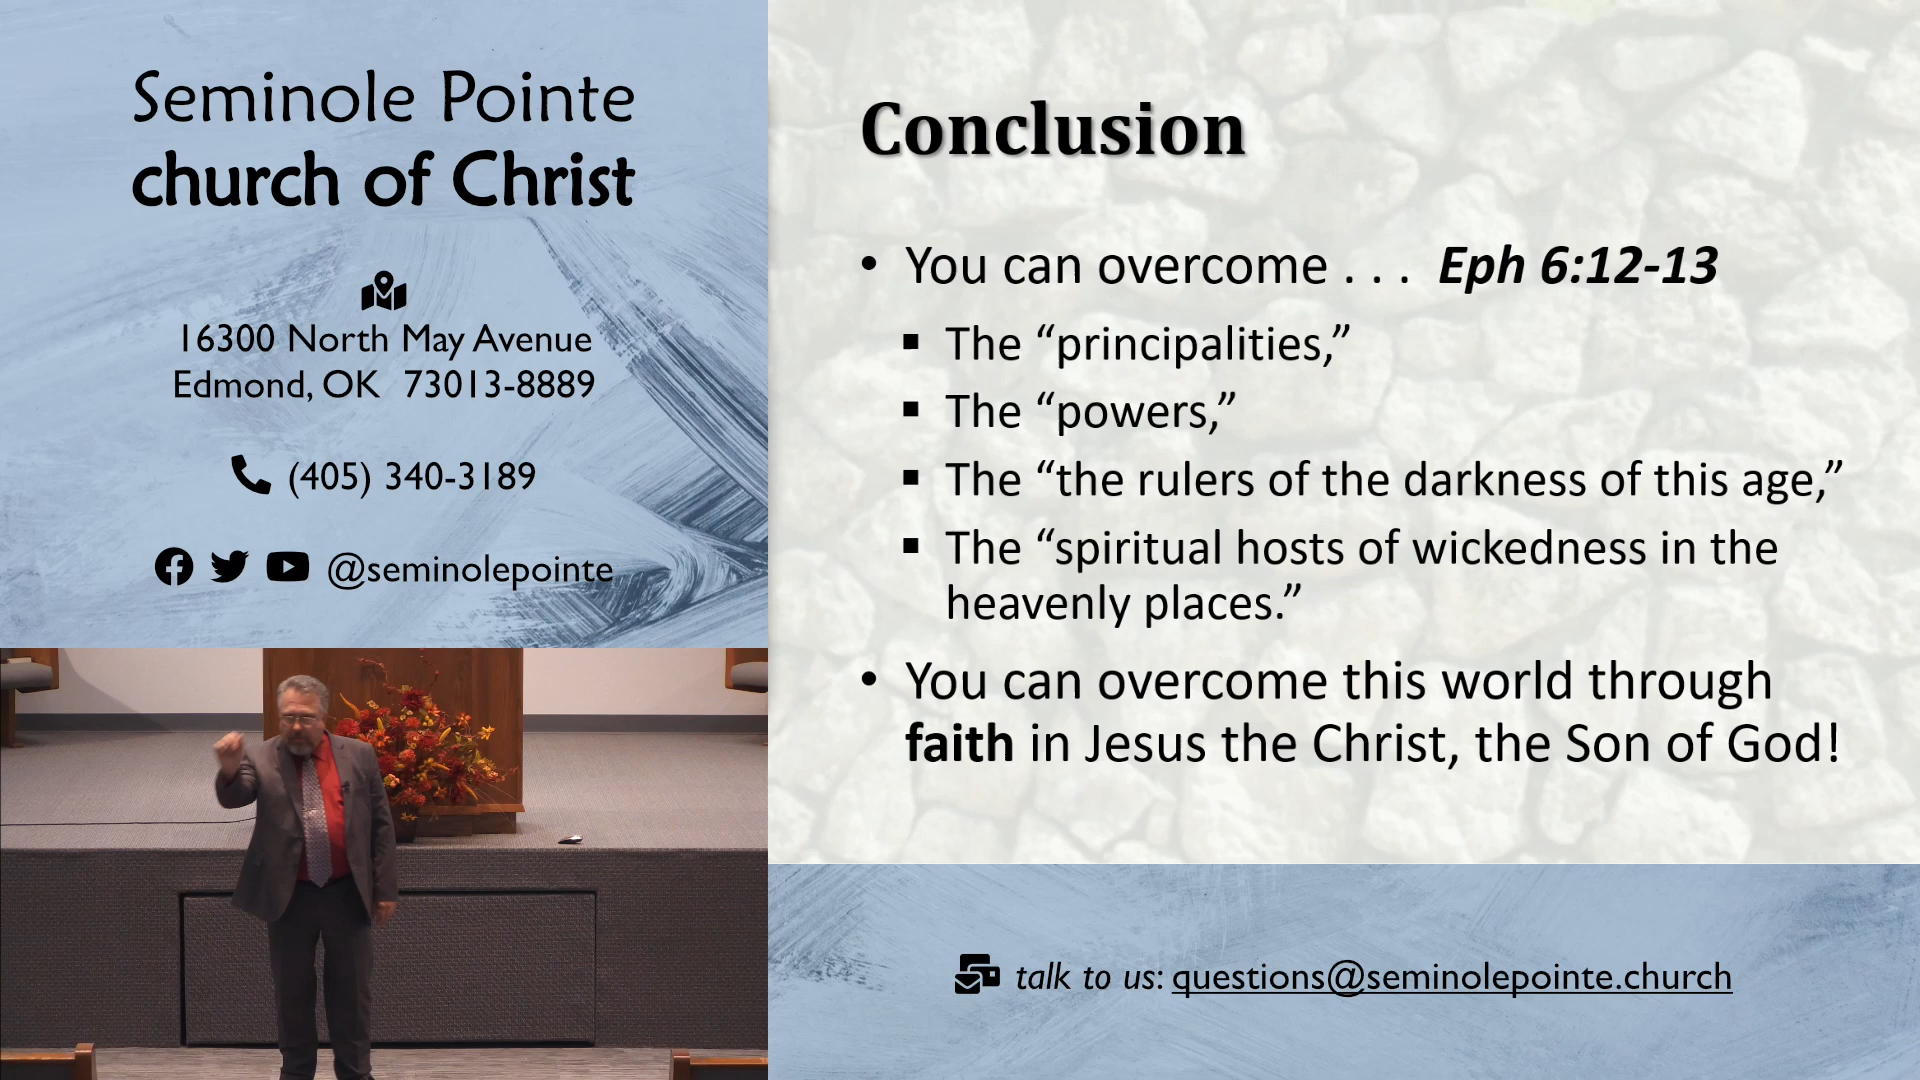 Seminole Pointe
church of Christ
16300 North May Avenue
Edmond, OK 73013-8889
(405) 340-3189
@seminolepointe
Conclusion
• You can overcome . . . Eph 6:12-13
▪ The “principalities,”
▪ The “powers,”
▪ The “the rulers of the darkness of this age,”
▪ The “spiritual hosts of wickedness in the
heavenly places.”
• You can overcome this world through
faith in Jesus the Christ, the Son of God!
talk to us: questions@seminolepointe.church